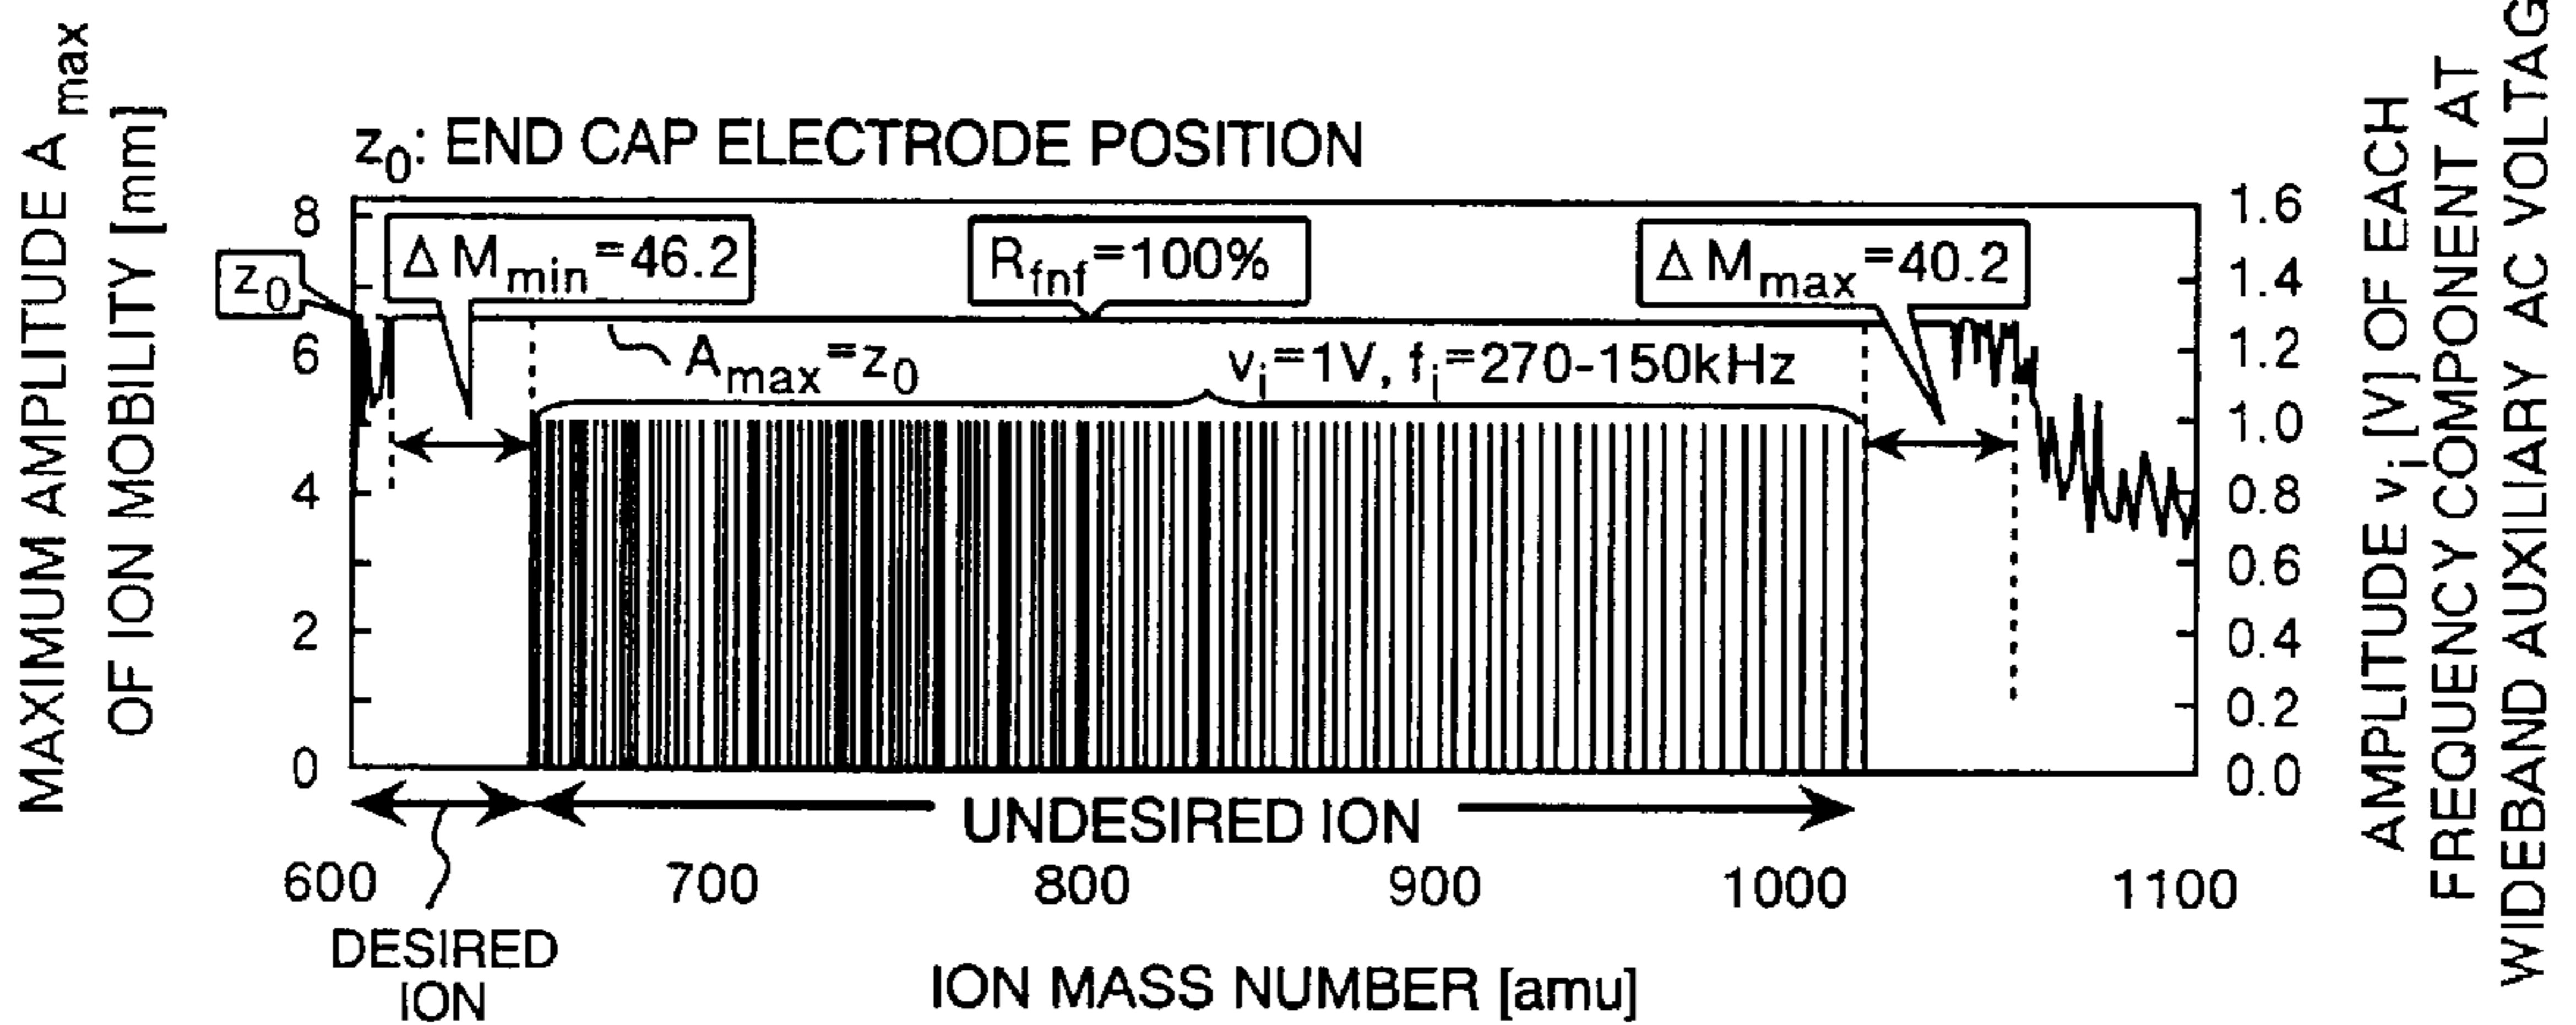 z0: END CAP ELECTRODE POSITION
MAXIMUM AMPLITUDE Amax
OF ION MOBILITY [mm]
8
6
4
2
0
z0
Δ Mmin=46.2
Rfnf=100%
Δ Mmax=40.2
Amax=z0
vi=1V, fi=270-150kHz
1.6
1.4
1.2
1.0
0.8
0.6
0.4
0.2
0.0
AMPLITUDE vi [V] OF EACH
FREQUENCY COMPONENT AT
WIDEBAND AUXILIARY AC VOLTAG
UNDESIRED ION
600 700 800 900 1000 1100
DESIRED
ION
ION MASS NUMBER [amu]